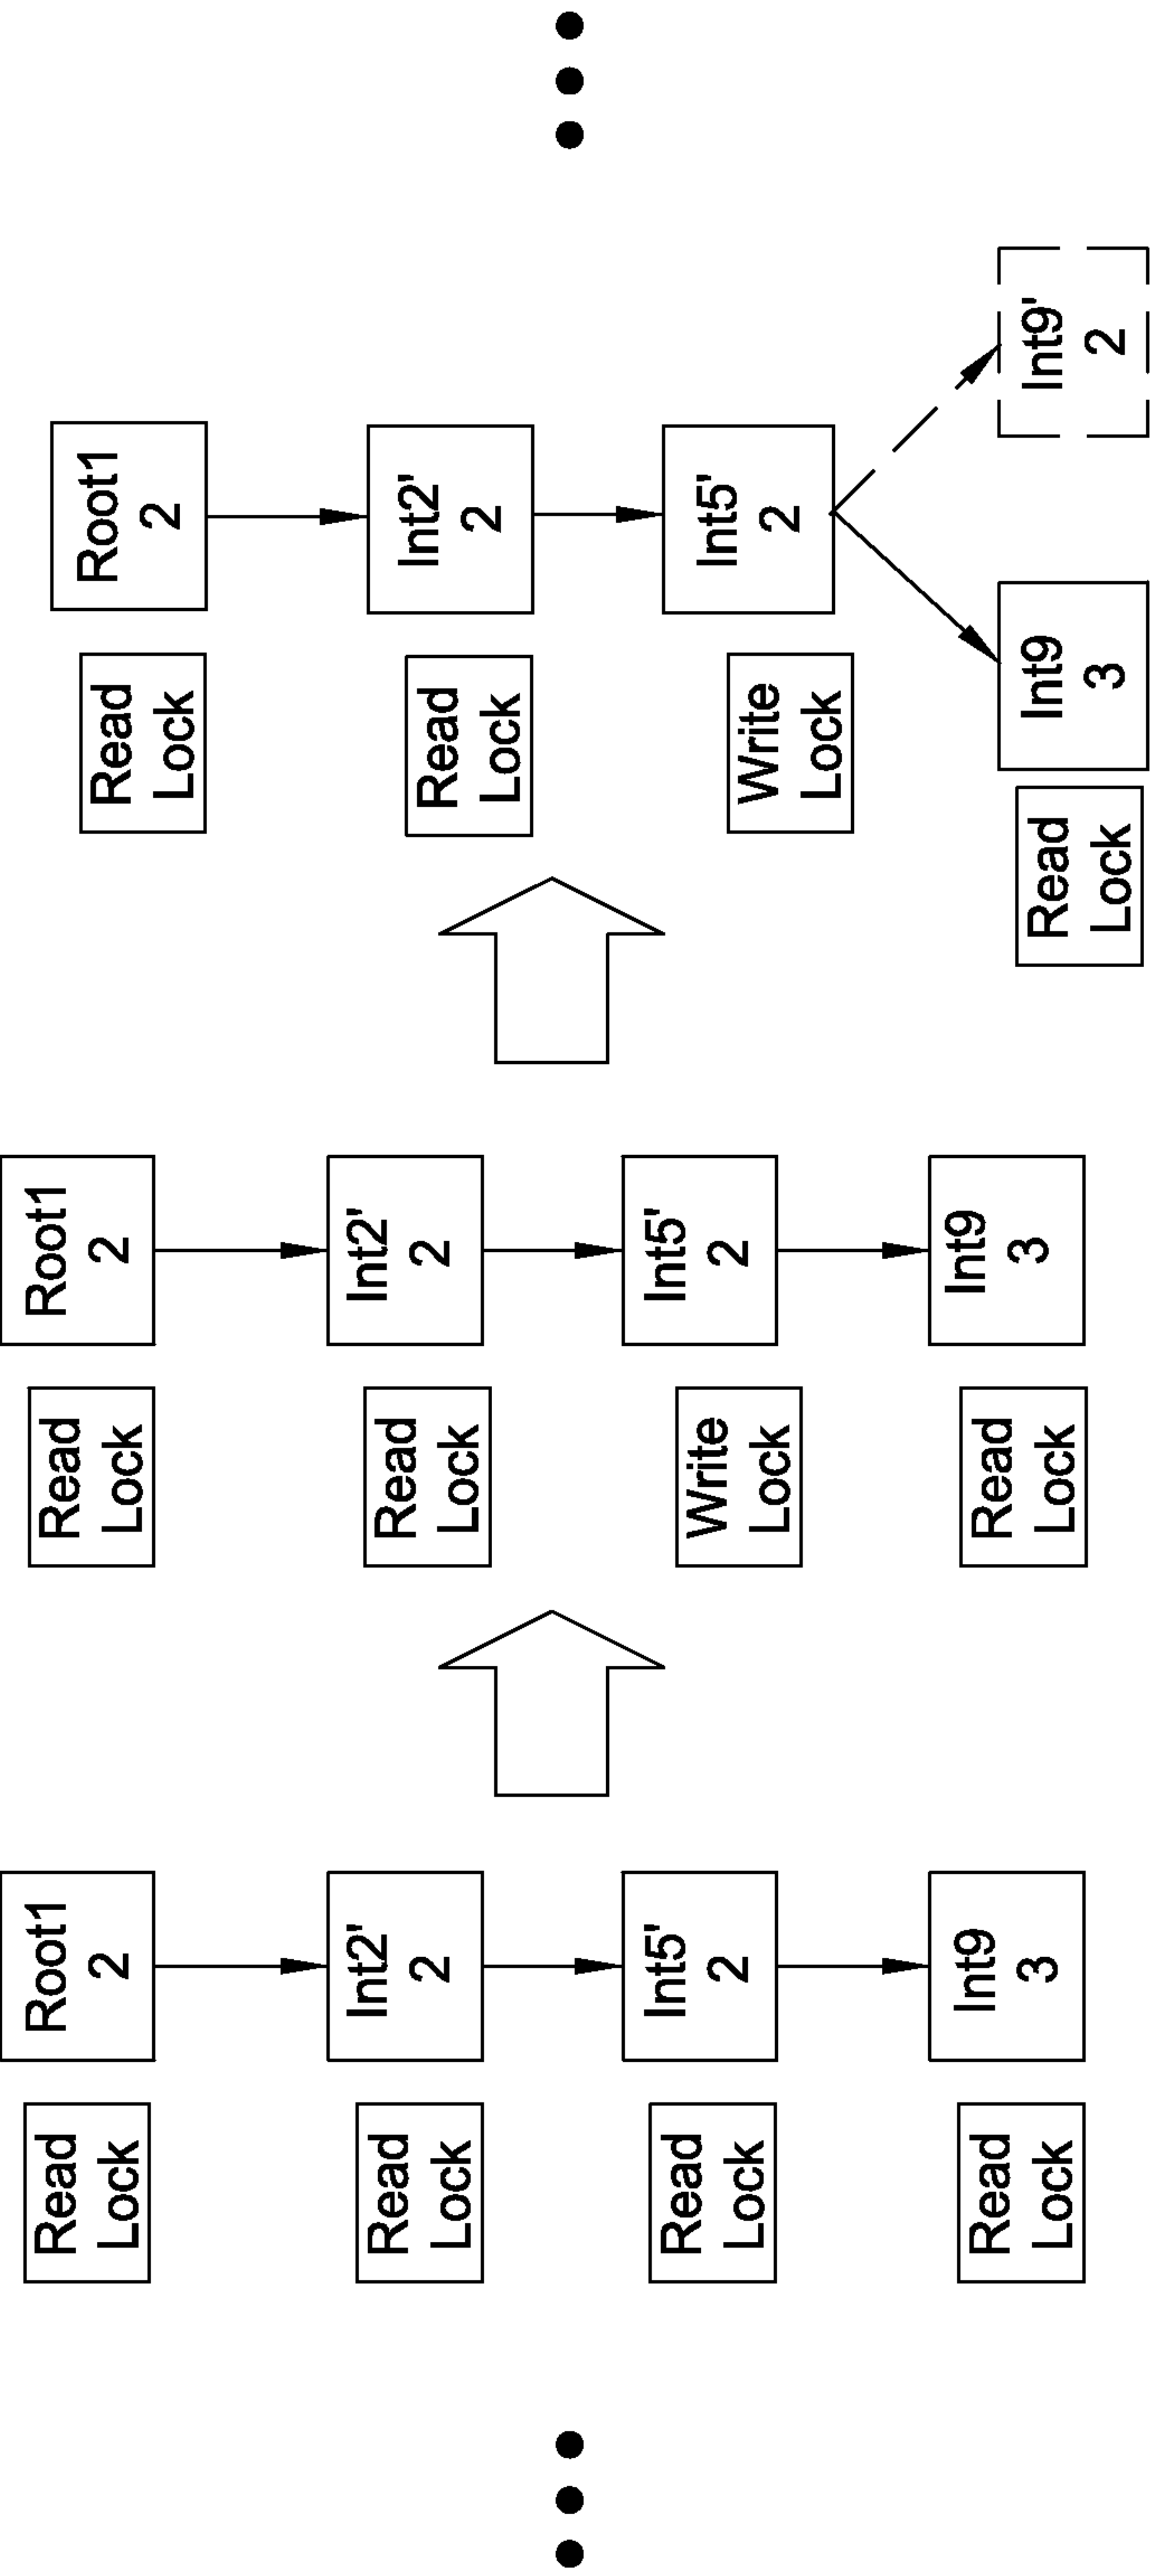 Read
Lock
Root1
2
Read
Lock
Int2'
2
Read
Lock
Int5'
2
Read
Lock
Int9
3
Read
Lock
Root1
2
Read
Lock
Int2'
2
Write
Lock
Int5'
2
Read
Lock
Int9
3
Read
Lock
Root1
2
Read
Lock
Int2'
2
Write
Lock
Int5'
2
Read
Lock
Int9
3
Int9'
2